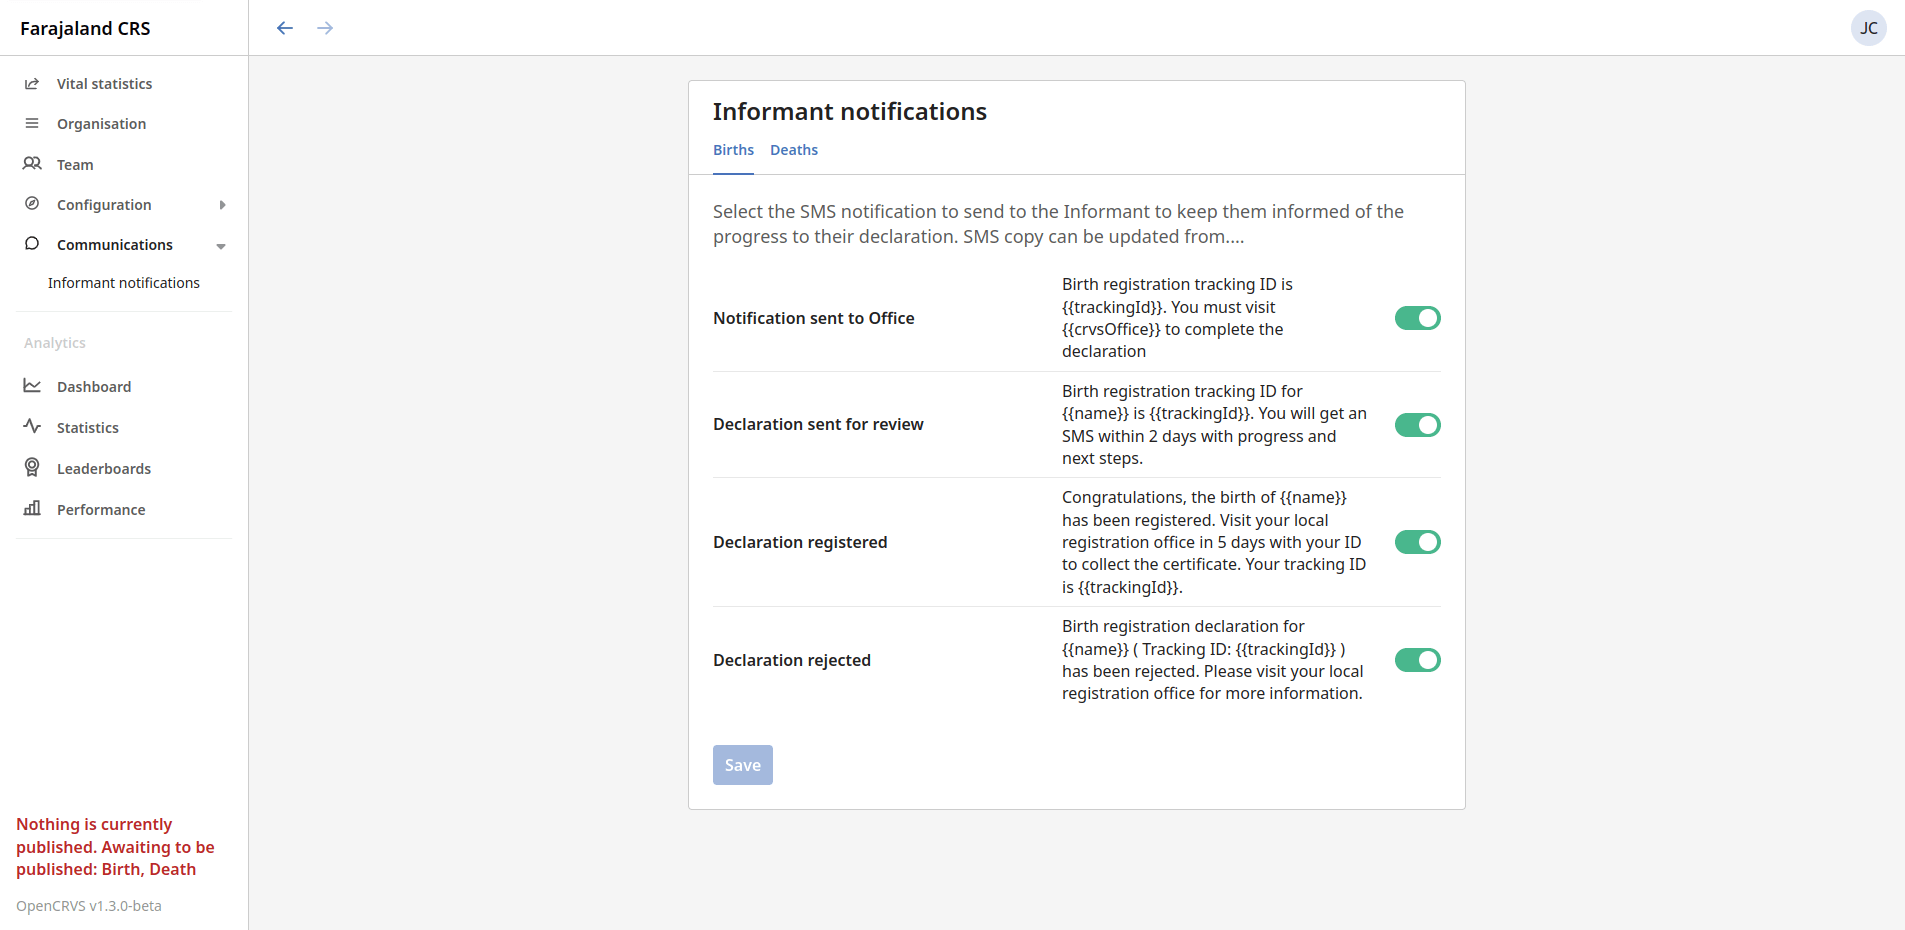 Farajaland CRS
JC
Vital statistics
Organisation
Team
Configuration
Communications
Informant notifications
Analytics
Dashboard
Statistics
Leaderboards
Performance
Nothing is currently
published. Awaiting to be
published: Birth, Death
OpenCRVS v1.3.0-beta
Informant notifications
Births Deaths
Select the SMS notification to send to the Informant to keep them informed of the
progress to their declaration. SMS copy can be updated from....
Notification sent to Office
Birth registration tracking ID is
{{trackingId}}. You must visit
{{crvsOffice}} to complete the
declaration
Declaration sent for review
Birth registration tracking ID for
{{name}} is {{trackingId}}. You will get an
SMS within 2 days with progress and
next steps.
Declaration registered
Congratulations, the birth of {{name}}
has been registered. Visit your local
registration office in 5 days with your ID
to collect the certificate. Your tracking ID
is {{trackingId}}.
Declaration rejected
Birth registration declaration for
{{name}} ( Tracking ID: {{trackingId}} )
has been rejected. Please visit your local
registration office for more information.
Save